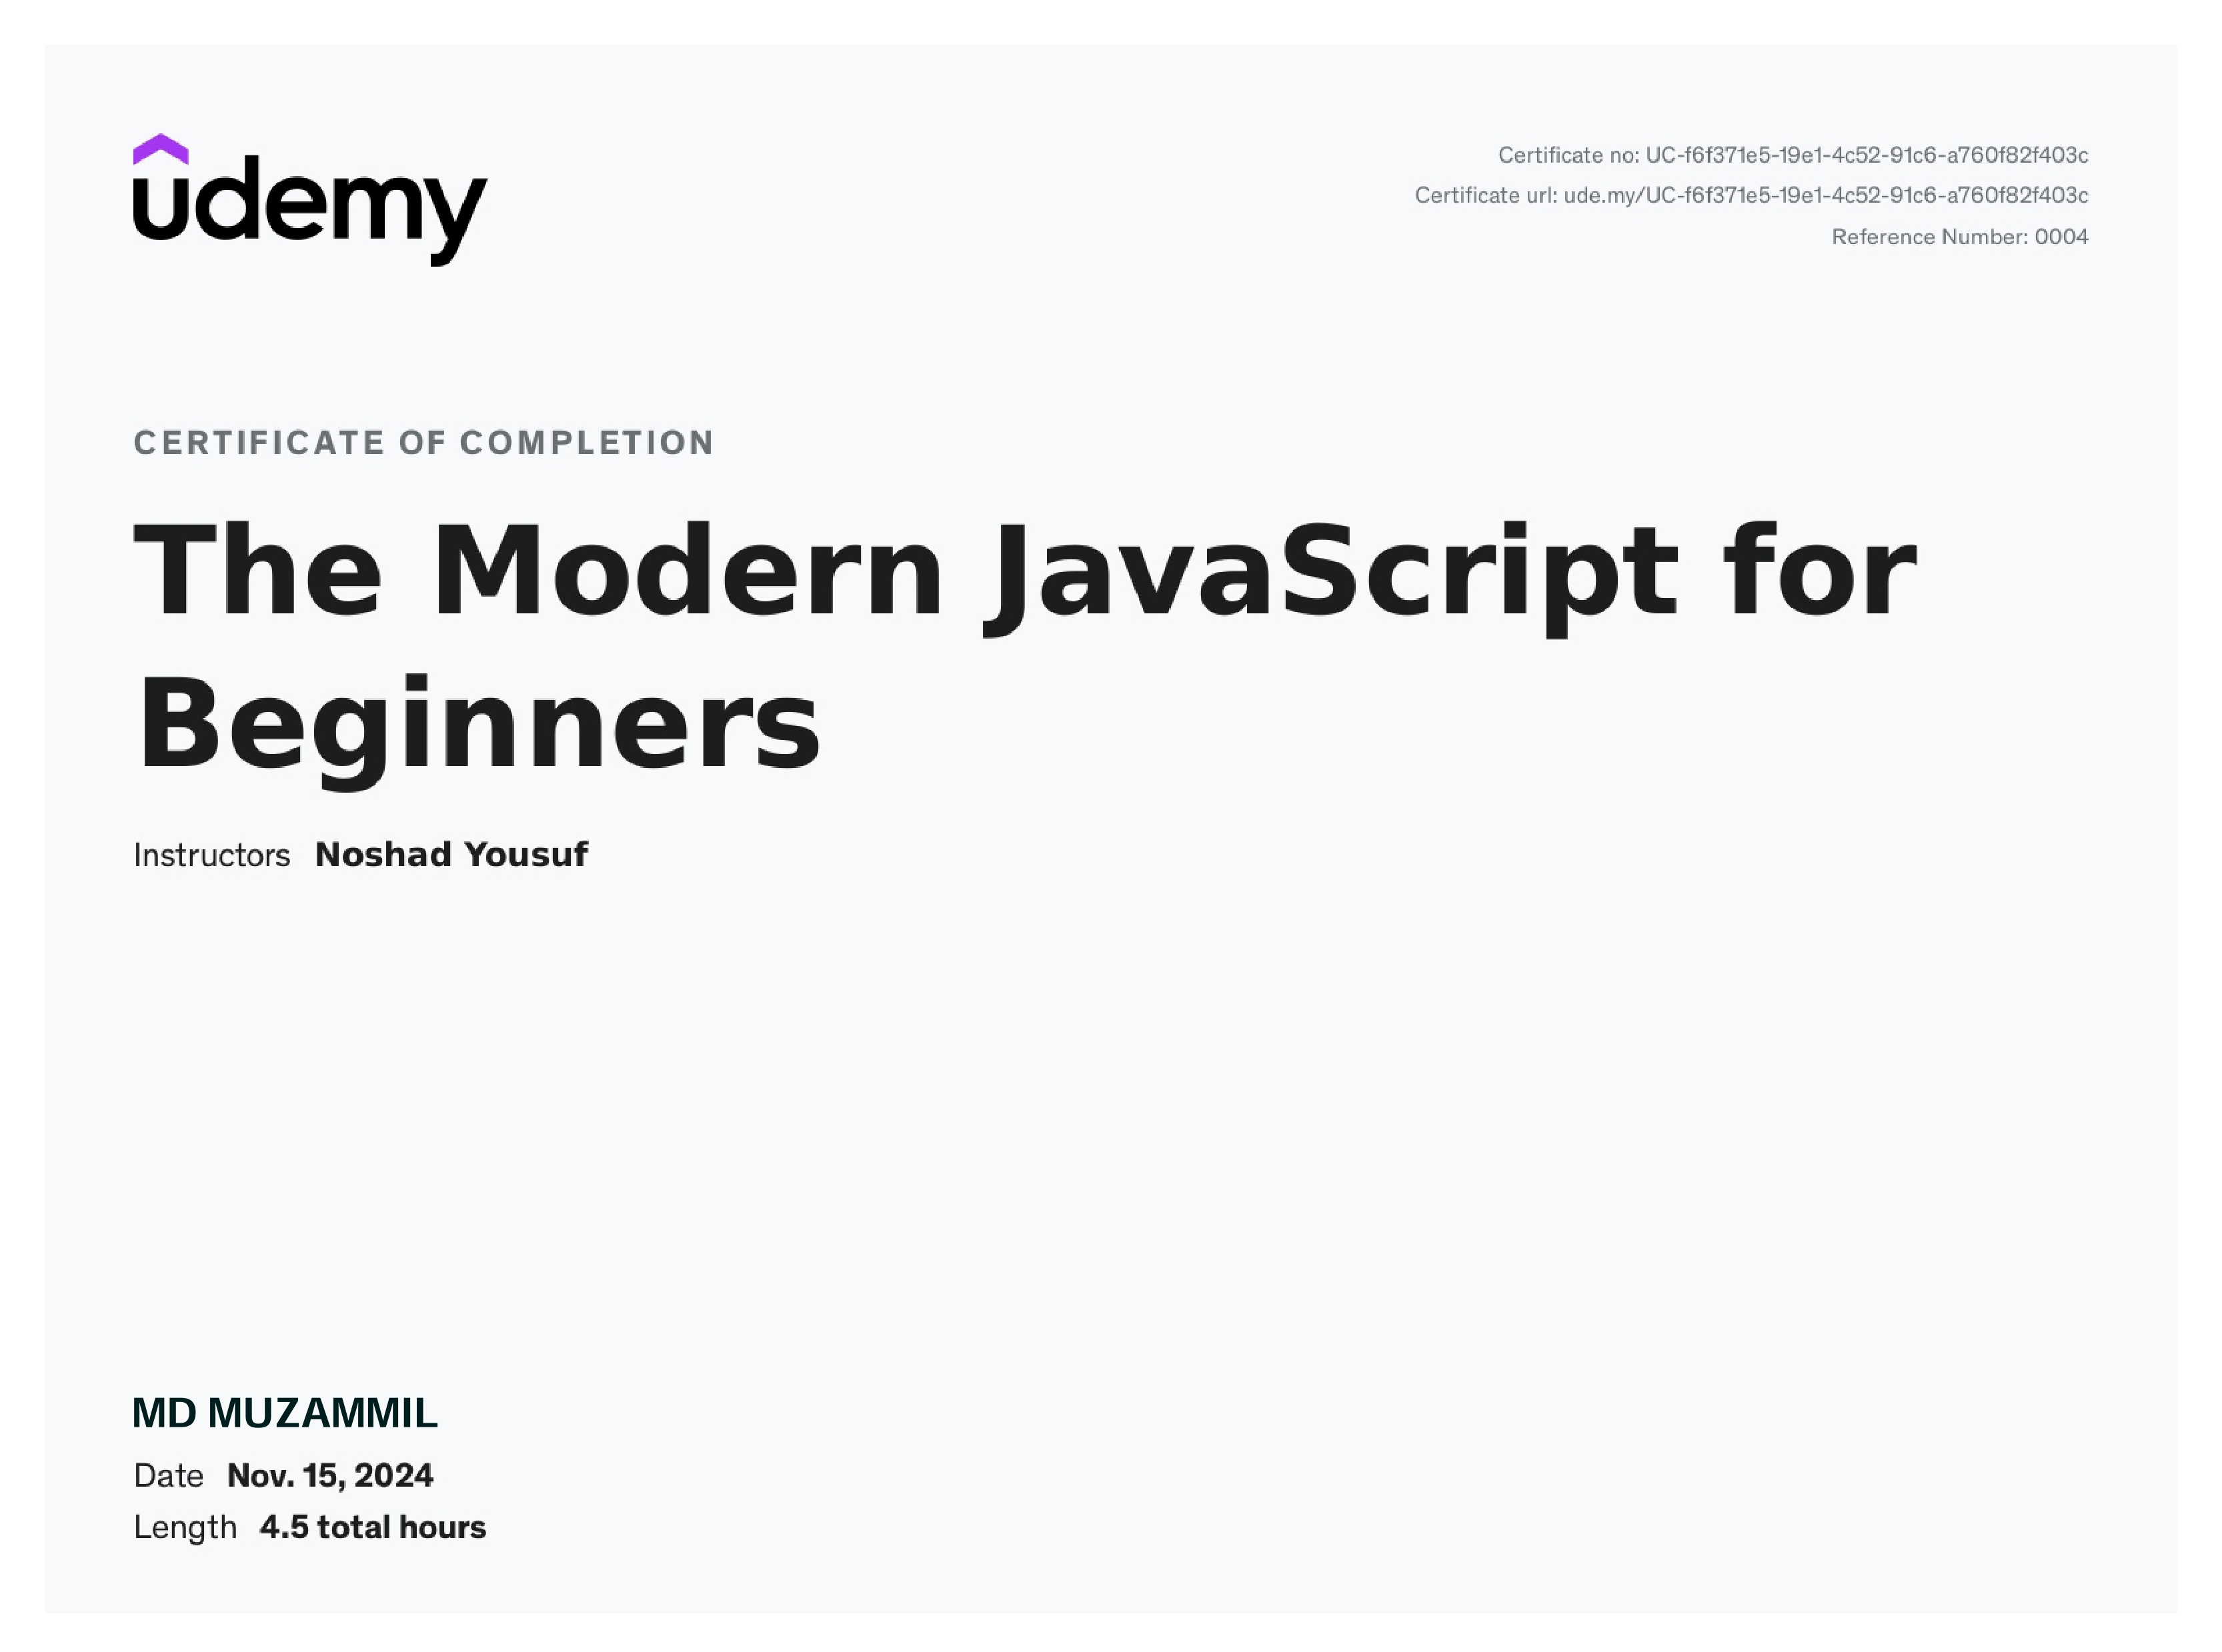 udemy
Certificate no: UC-f6f371e5-19e1-4c52-91c6-a760f82f403c
Certificate url: ude.my/UC-f6f371e5-19e1-4c52-91c6-a760f82f403c
Reference Number: 0004
CERTIFICATE OF COMPLETION
The Modern JavaScript for
Beginners
Instructors Noshad Yousuf
MD MUZAMMIL
Date Nov. 15, 2024
Length 4.5 total hours